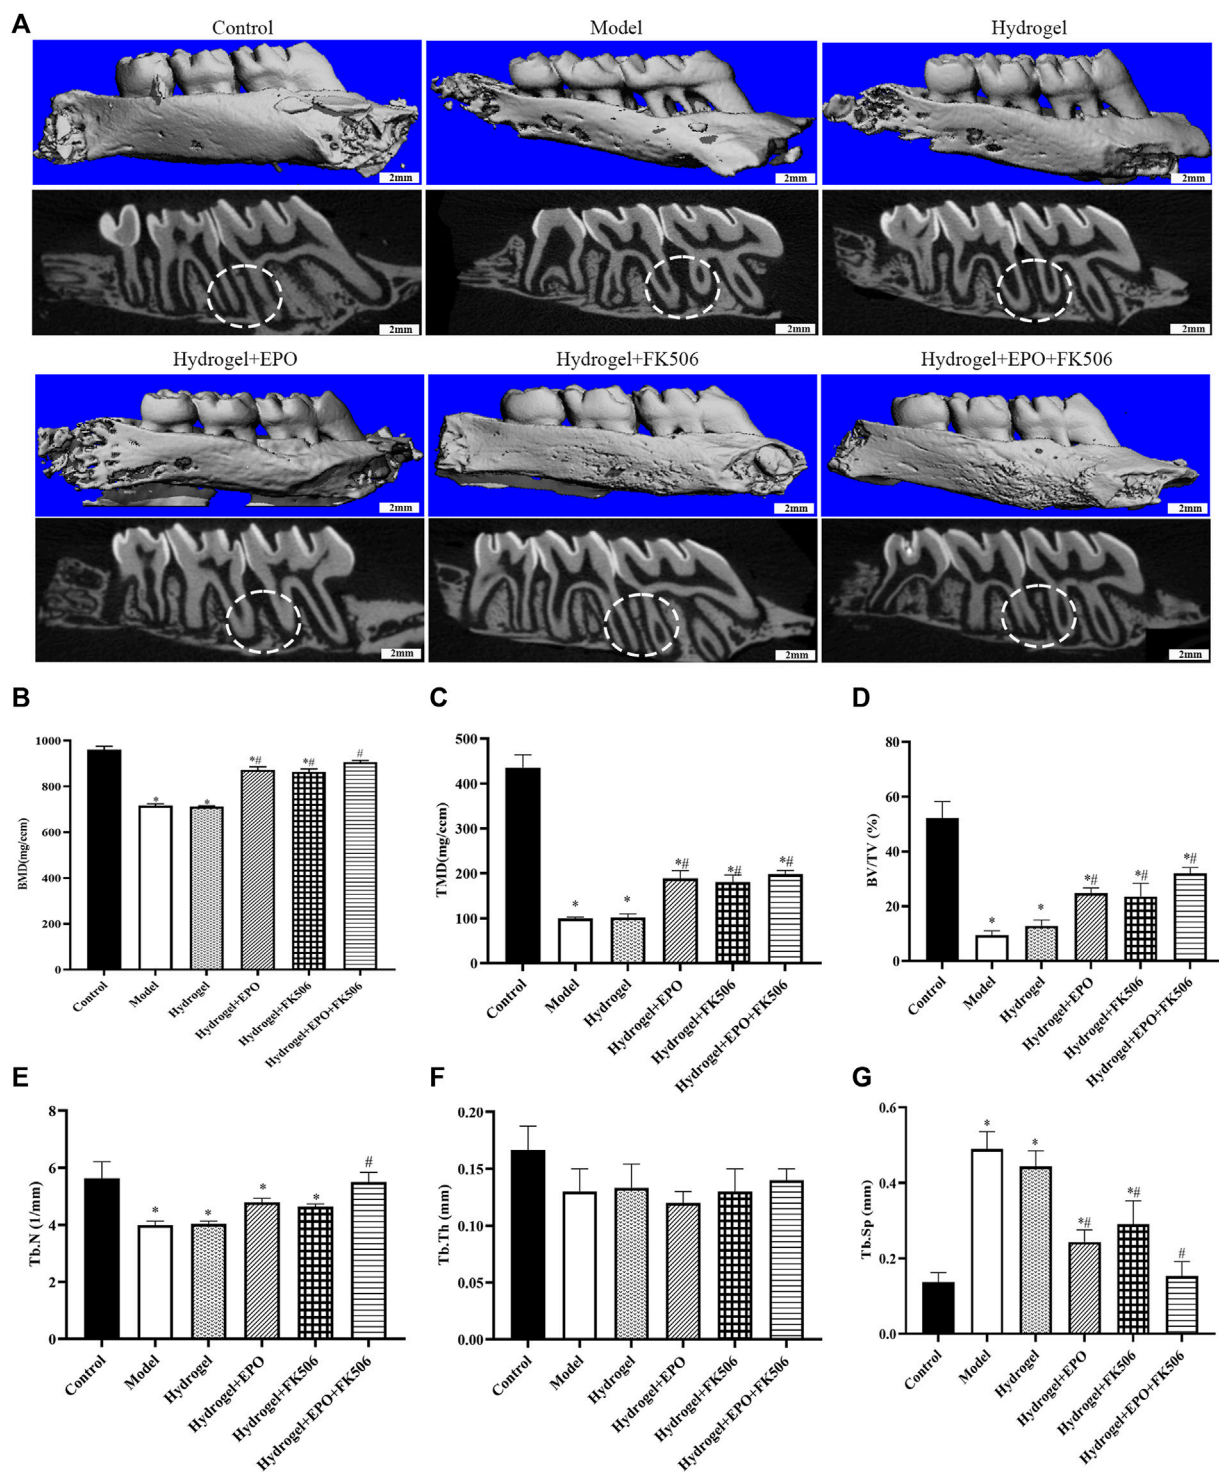 A
Control Model Hydrogel
2mm 2mm 2mm
2mm 2mm 2mm
Hydrogel+EPO Hydrogel+FK506 Hydrogel+EPO+FK506
2mm 2mm 2mm
2mm 2mm 2mm
B
BMD(mg/ccm)
1000
800
600
400
200
0
* * *# *# #
Control Model Hydrogel Hydrogel+EPO Hydrogel+FK506 Hydrogel+EPO+FK506
C
TMD(mg/ccm)
500
400
300
200
100
0
* * *# *# *#
Control Model Hydrogel Hydrogel+EPO Hydrogel+FK506 Hydrogel+EPO+FK506
D
BV/TV (%)
80
60
40
20
0
* * *# *# *#
Control Model Hydrogel Hydrogel+EPO Hydrogel+FK506 Hydrogel+EPO+FK506
E
Tb.N (1/mm)
8
6
4
2
0
* * * * #
Control Model Hydrogel Hydrogel+EPO Hydrogel+FK506 Hydrogel+EPO+FK506
F
Tb.Th (mm)
0.20
0.15
0.10
0.05
0.00
Control Model Hydrogel Hydrogel+EPO Hydrogel+FK506 Hydrogel+EPO+FK506
G
Tb.Sp (mm)
0.6
0.4
0.2
0.0
* * *# *# #
Control Model Hydrogel Hydrogel+EPO Hydrogel+FK506 Hydrogel+EPO+FK506